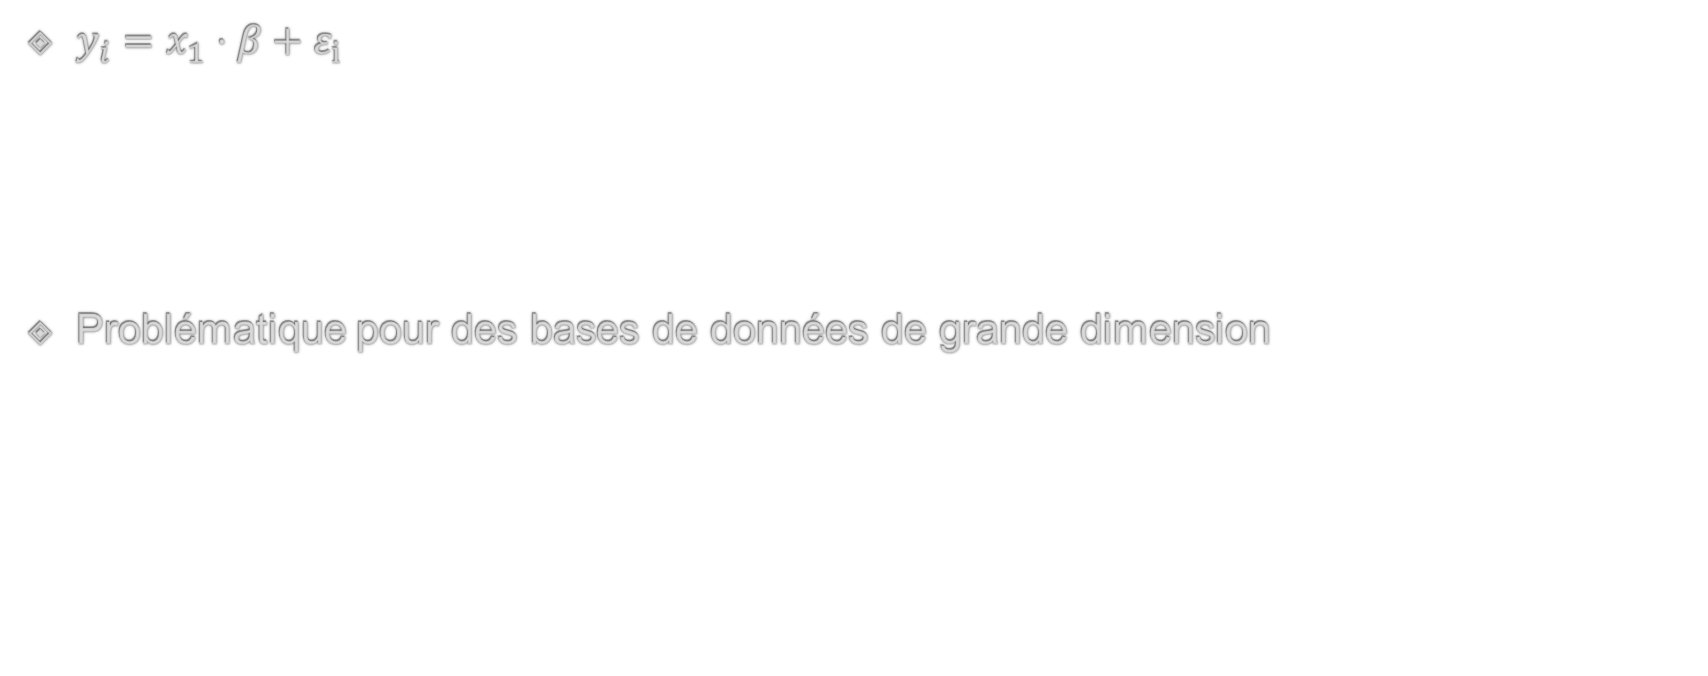 ❖ 𝑦ᵢ = 𝑥₁ · 𝛽 + 𝜀ᵢ
❖ Problématique pour des bases de données de grande dimension